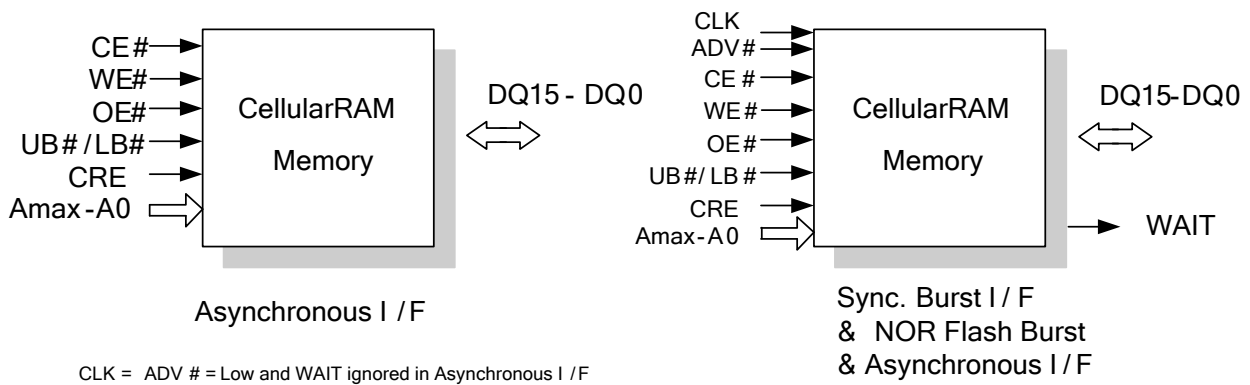 CE#
WE#
OE#
UB#/LB#
CRE
Amax-A0
CellularRAM
Memory
DQ15 - DQ0
Asynchronous I/F
CLK = ADV # = Low and WAIT ignored in Asynchronous I/F
CLK
ADV#
CE#
WE#
OE#
UB#/LB#
CRE
Amax-A0
CellularRAM
Memory
DQ15-DQ0
WAIT
Sync. Burst I/F
& NOR Flash Burst
& Asynchronous I/F